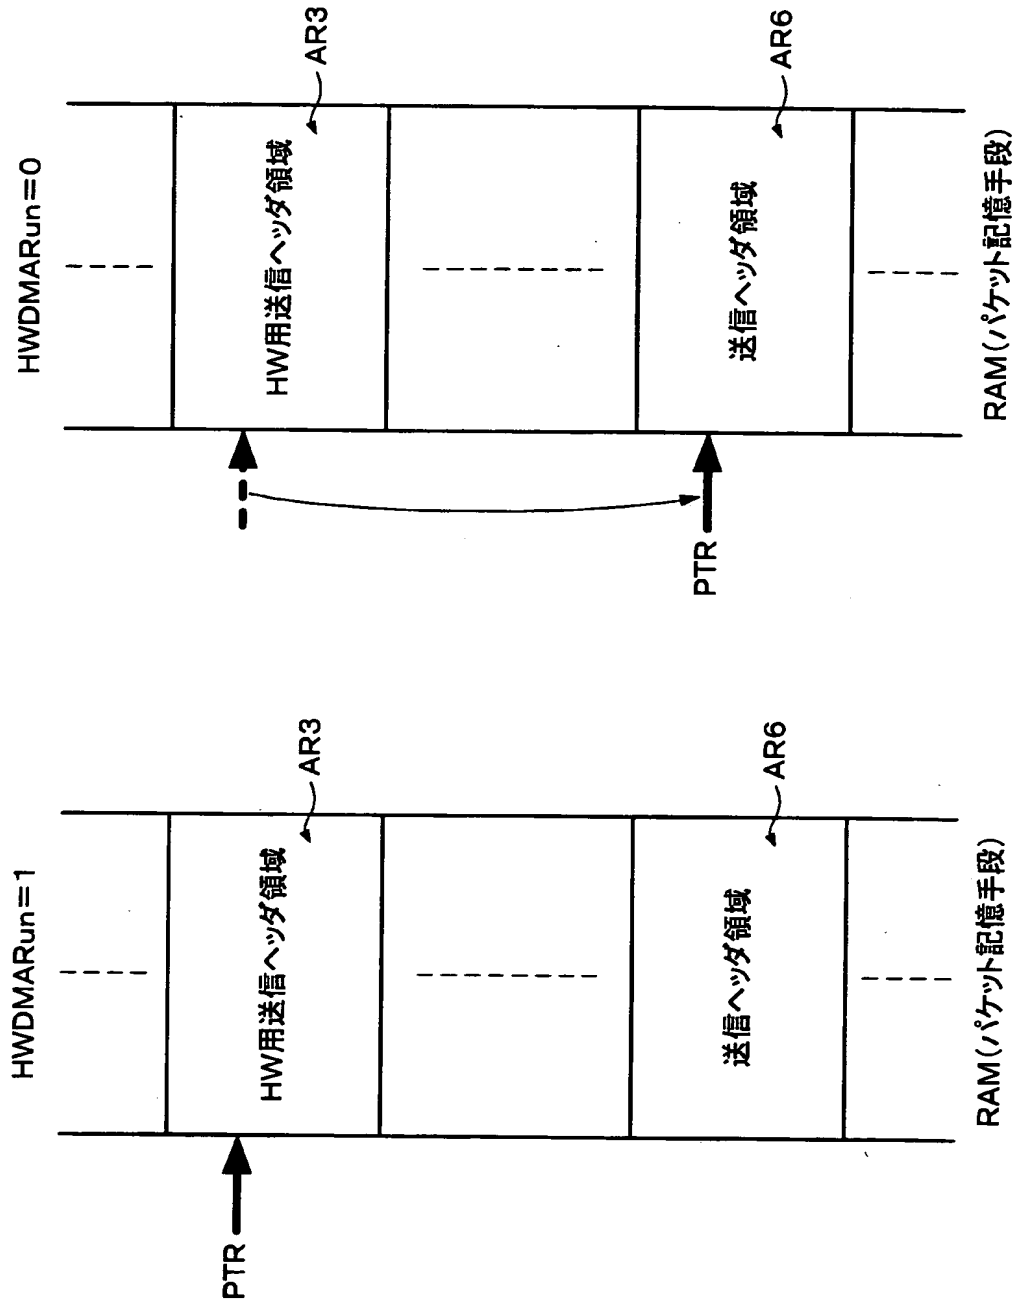 HWDMARun=1
PTR
HW用送信ヘッダ領域
AR3
送信ヘッダ領域
AR6
RAM(パケット記憶手段)
HWDMARun=0
HW用送信ヘッダ領域
AR3
PTR
送信ヘッダ領域
AR6
RAM(パケット記憶手段)